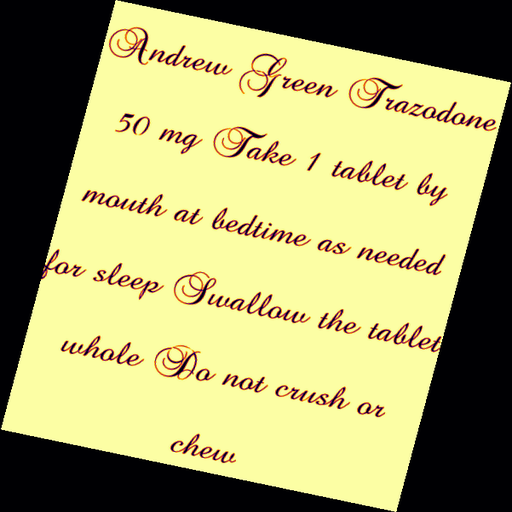 Andrew Green Trazodone
50 mg Take 1 tablet by
mouth at bedtime as needed
for sleep Swallow the tablet
whole Do not crush or
chew